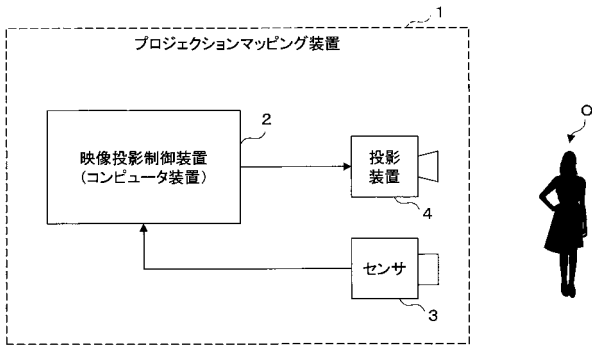 1
プロジェクションマッピング装置
2
映像投影制御装置
(コンピュータ装置)
投影
装置
4
センサ
3
O